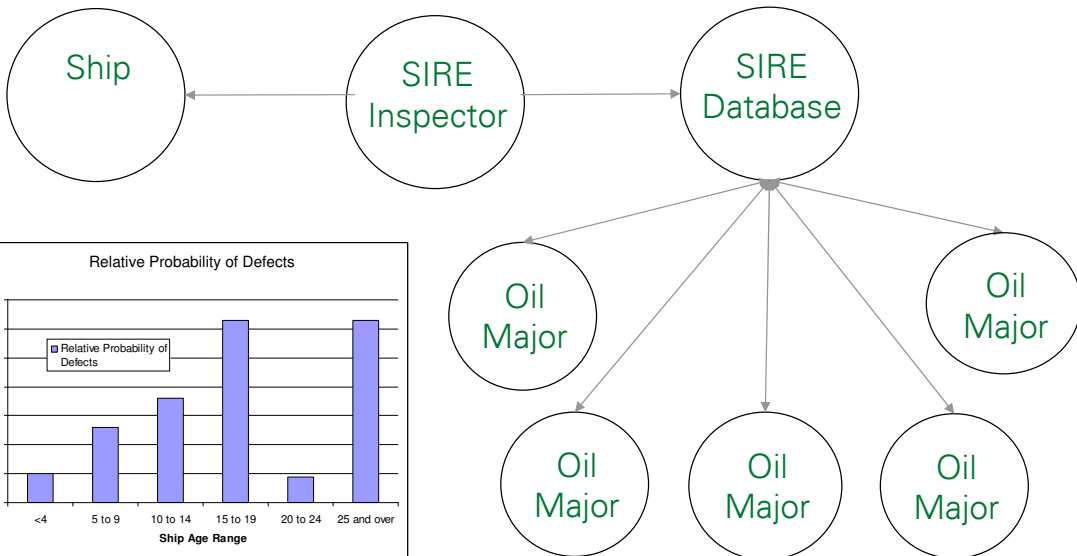 Ship
SIRE
Inspector
SIRE
Database
Oil
Major
Oil
Major
Oil
Major
Oil
Major
Oil
Major
Relative Probability of Defects
Relative Probability of
Defects
<4
5 to 9
10 to 14
15 to 19
20 to 24
25 and over
Ship Age Range